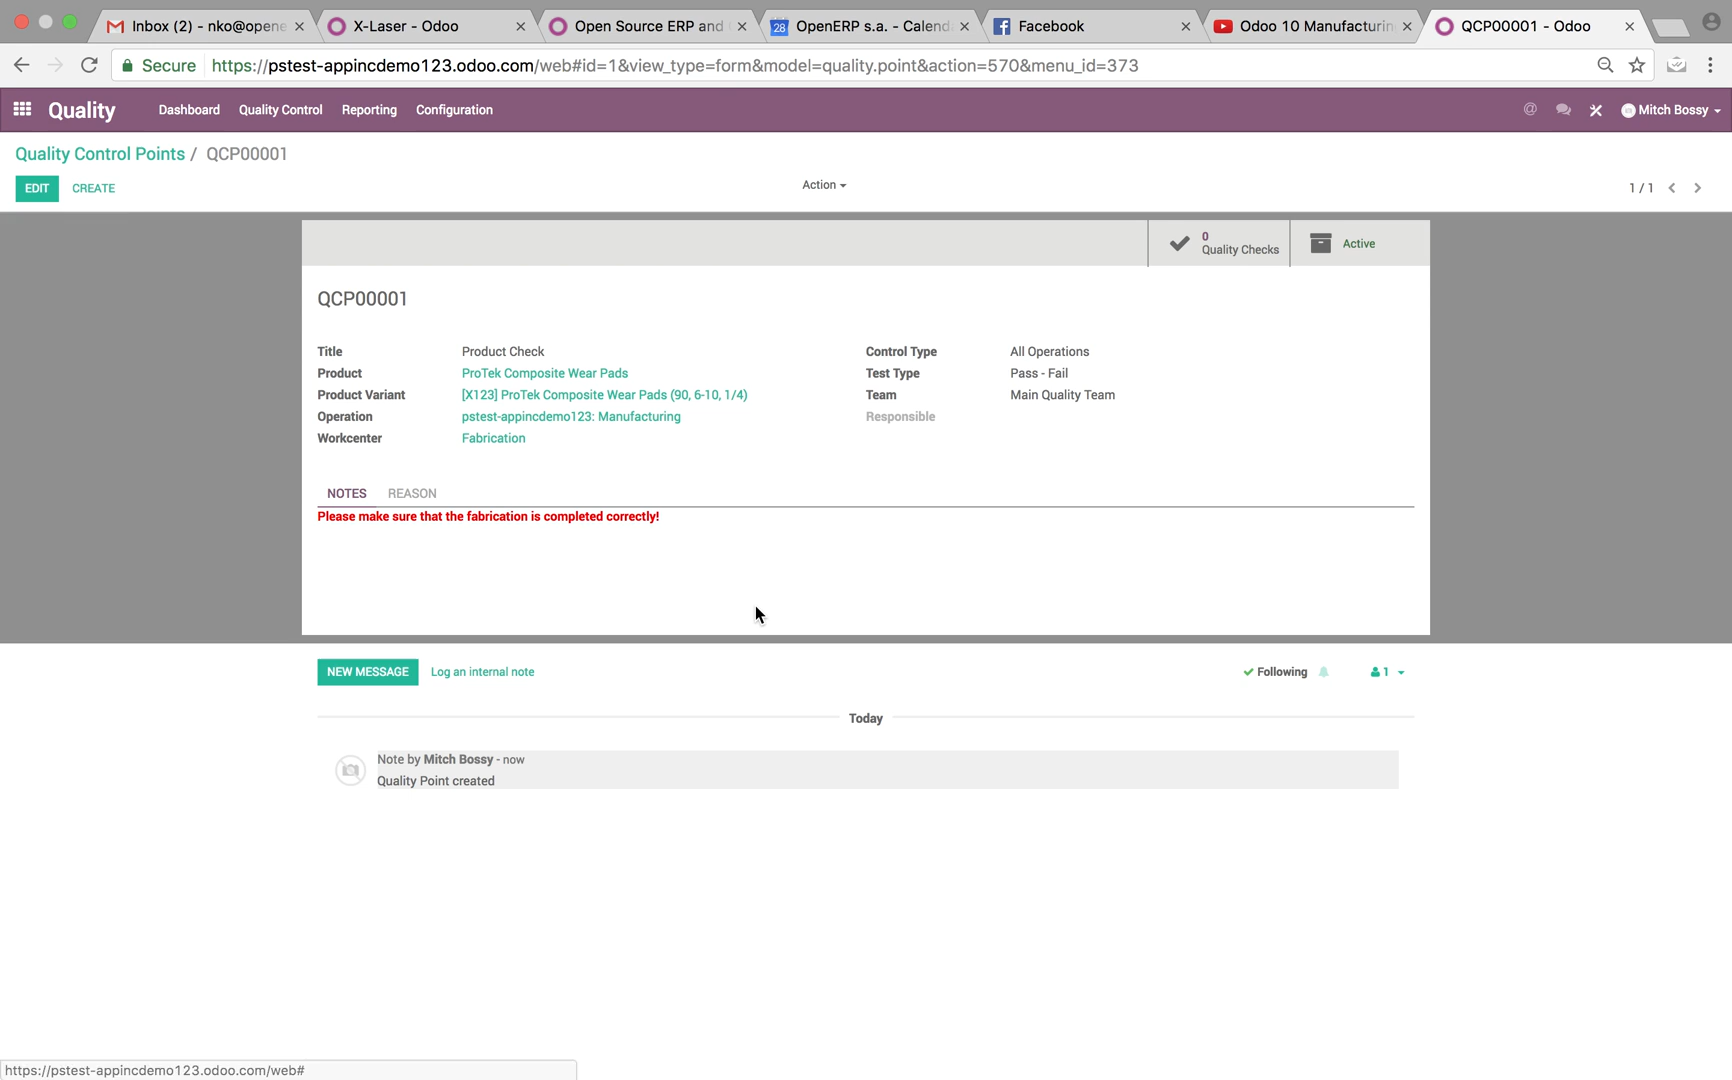 Inbox (2) - nko@opene
X-Laser - Odoo
Open Source ERP and
28
OpenERP s.a. - Calend
Facebook
Odoo 10 Manufacturin
QCP00001 - Odoo
Secure
https://pstest-appincdemo123.odoo.com/web#id=1&view_type=form&model=quality.point&action=570&menu_id=373
Quality
Dashboard
Quality Control
Reporting
Configuration
@
Mitch Bossy
Quality Control Points / QCP00001
EDIT
CREATE
Action
1 / 1
0
Quality Checks
Active
QCP00001
Title Product Check
Product ProTek Composite Wear Pads
Product Variant [X123] ProTek Composite Wear Pads (90, 6-10, 1/4)
Operation pstest-appincdemo123: Manufacturing
Workcenter Fabrication
Control Type All Operations
Test Type Pass - Fail
Team Main Quality Team
Responsible
NOTES
REASON
Please make sure that the fabrication is completed correctly!
NEW MESSAGE
Log an internal note
Following
1
Today
Note by Mitch Bossy - now
Quality Point created
https://pstest-appincdemo123.odoo.com/web#